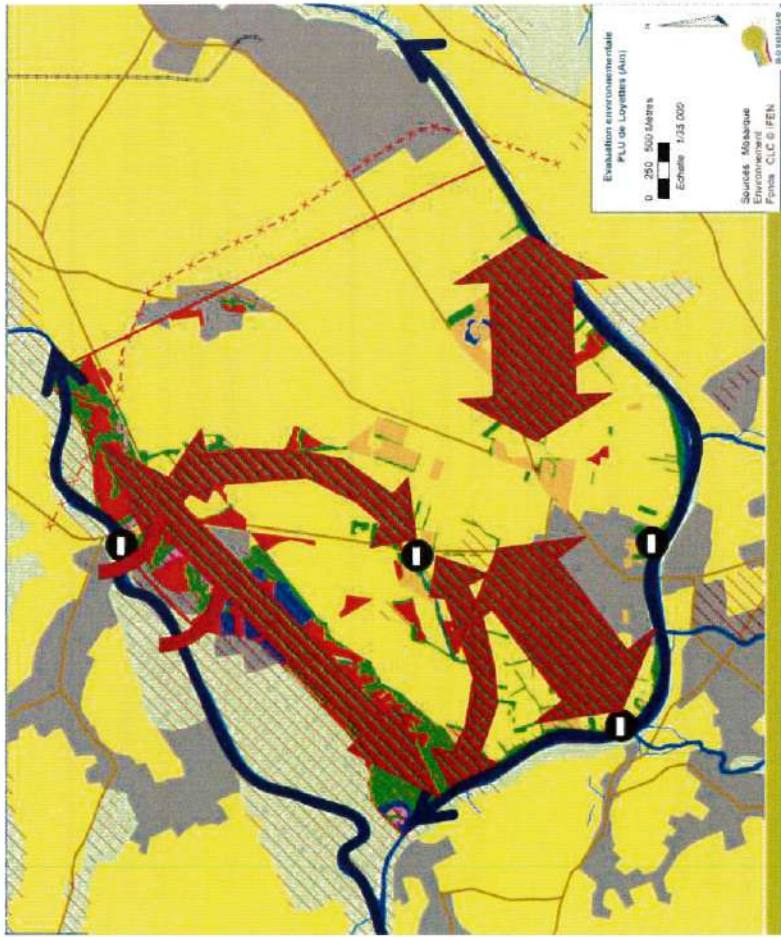 Evaluation environnementale
PLU de Loyettes (Ain)
N
0 250 500 Mètres
Echelle 1/35 000
Sources Mosaïque
Environnement
Fonds CLC © IFEN